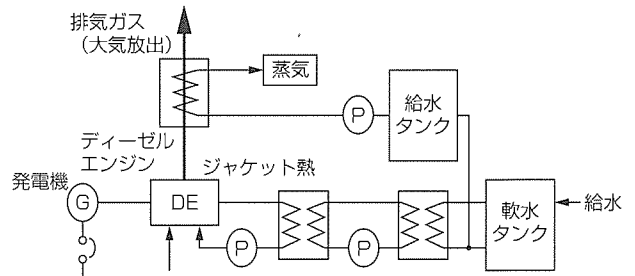 排気ガス
（大気放出）
蒸気
P
給水
タンク
ディーゼル
エンジン
ジャケット熱
発電機
G
DE
P
P
軟水
タンク
給水